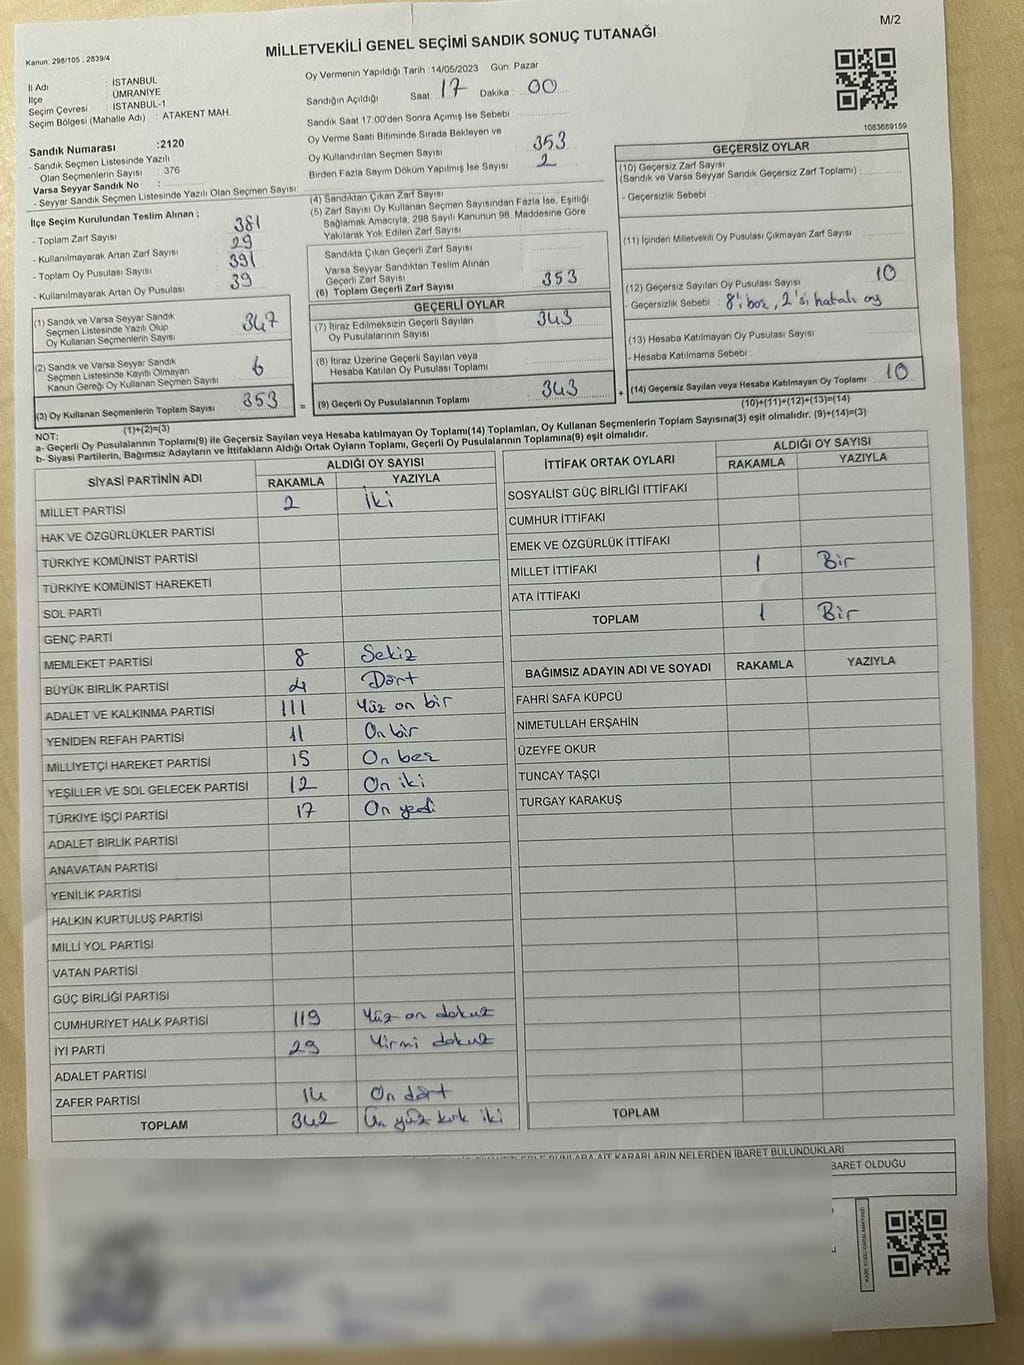 M/2
MİLLETVEKİLİ GENEL SEÇİMİ SANDIK SONUÇ TUTANAĞI
Kanun: 298/105 , 2839/4
İl Adı : İSTANBUL
İlçe : ÜMRANİYE
Seçim Çevresi : İSTANBUL-1
Seçim Bölgesi (Mahalle Adı) : ATAKENT MAH
Sandık Numarası :2120
- Sandık Seçmen Listesinde Yazılı
Olan Seçmenlerin Sayısı : 376
Varsa Seyyar Sandık No :
- Seyyar Sandık Seçmen Listesinde Yazılı Olan Seçmen Sayısı :
Oy Vermenin Yapıldığı Tarih :14/05/2023 Gün: Pazar
Sandığın Açıldığı Saat: 17 Dakika : 00
Sandık Saat 17:00'den Sonra Açımış İse Sebebi :
Oy Verme Saati Bitiminde Sırada Bekleyen ve
Oy Kullandırılan Seçmen Sayısı 353
Birden Fazla Sayım Döküm Yapılmış İse Sayısı : 2
1083689159
İlçe Seçim Kurulundan Teslim Alınan ;
- Toplam Zarf Sayısı : 381
- Kullanılmayarak Artan Zarf Sayısı : 29
- Toplam Oy Pusulası Sayısı : 391
- Kullanılmayarak Artan Oy Pusulası : 39
(1) Sandık ve Varsa Seyyar Sandık
Seçmen Listesinde Yazılı Olup
Oy Kullanan Seçmenlerin Sayısı : 347
(2) Sandık ve Varsa Seyyar Sandık
Seçmen Listesinde Kayıtlı Olmayan
Kanun Gereği Oy Kullanan Seçmen Sayısı : 6
(3) Oy Kullanan Seçmenlerin Toplam Sayısı : 353
(1)+(2)=(3)
(4) Sandıktan Çıkan Zarf Sayısı
(5) Zarf Sayısı Oy Kullanan Seçmen Sayısından Fazla İse, Eşitliği
Sağlamak Amacıyla, 298 Sayılı Kanunun 98. Maddesine Göre
Yakılarak Yok Edilen Zarf Sayısı
Sandıkta Çıkan Geçerli Zarf Sayısı
Varsa Seyyar Sandıktan Teslim Alınan
Geçerli Zarf Sayısı
(6) Toplam Geçerli Zarf Sayısı : 353
GEÇERLİ OYLAR
(7) İtiraz Edilmeksizin Geçerli Sayılan
Oy Pusulalarının Sayısı : 343
(8) İtiraz Üzerine Geçerli Sayılan veya
Hesaba Katılan Oy Pusulası Toplamı
= (9) Geçerli Oy Pusulalarının Toplamı : 343
GEÇERSİZ OYLAR
(10) Geçersiz Zarf Sayısı
(Sandık ve Varsa Seyyar Sandık Geçersiz Zarf Toplamı) :
- Geçersizlik Sebebi :
(11) İçinden Milletvekili Oy Pusulası Çıkmayan Zarf Sayısı
(12) Geçersiz Sayılan Oy Pusulası Sayısı : 10
- Geçersizlik Sebebi : 8'i boş, 2'si hatalı oy
(13) Hesaba Katılmayan Oy Pusulası Sayısı
- Hesaba Katılmama Sebebi :
+ (14) Geçersiz Sayılan veya Hesaba Katılmayan Oy Toplamı : 10
(10)+(11)+(12)+(13)=(14)
NOT:
a- Geçerli Oy Pusulalarının Toplamı(9) ile Geçersiz Sayılan veya Hesaba katılmayan Oy Toplamı(14) Toplamları, Oy Kullanan Seçmenlerin Toplam Sayısına(3) eşit olmalıdır. (9)+(14)=(3)
b- Siyasi Partilerin, Bağımsız Adayların ve İttifakların Aldığı Ortak Oyların Toplamı, Geçerli Oy Pusulalarının Toplamına(9) eşit olmalıdır.
SİYASİ PARTİNİN ADI ALDIĞI OY SAYISI
RAKAMLA YAZIYLA
MİLLET PARTİSİ 2 İki
HAK VE ÖZGÜRLÜKLER PARTİSİ
TÜRKİYE KOMÜNİST PARTİSİ
TÜRKİYE KOMÜNİST HAREKETİ
SOL PARTİ
GENÇ PARTİ
MEMLEKET PARTİSİ 8 Sekiz
BÜYÜK BİRLİK PARTİSİ 4 Dört
ADALET VE KALKINMA PARTİSİ 111 Yüz on bir
YENİDEN REFAH PARTİSİ 11 On bir
MİLLİYETÇİ HAREKET PARTİSİ 15 On beş
YEŞİLLER VE SOL GELECEK PARTİSİ 12 On iki
TÜRKİYE İŞÇİ PARTİSİ 17 On yedi
ADALET BİRLİK PARTİSİ
ANAVATAN PARTİSİ
YENİLİK PARTİSİ
HALKIN KURTULUŞ PARTİSİ
MİLLİ YOL PARTİSİ
VATAN PARTİSİ
GÜÇ BİRLİĞİ PARTİSİ
CUMHURİYET HALK PARTİSİ 119 Yüz on dokuz
İYİ PARTİ 29 Yirmi dokuz
ADALET PARTİSİ
ZAFER PARTİSİ 14 On dört
TOPLAM 342 Üç yüz kırk iki
İTTİFAK ORTAK OYLARI ALDIĞI OY SAYISI
RAKAMLA YAZIYLA
SOSYALİST GÜÇ BİRLİĞİ İTTİFAKI
CUMHUR İTTİFAKI
EMEK VE ÖZGÜRLÜK İTTİFAKI
MİLLET İTTİFAKI 1 Bir
ATA İTTİFAKI
TOPLAM 1 Bir
BAĞIMSIZ ADAYIN ADI VE SOYADI RAKAMLA YAZIYLA
FAHRİ SAFA KÜPCÜ
NİMETULLAH ERŞAHİN
ÜZEYFE OKUR
TUNCAY TAŞÇI
TURGAY KARAKUŞ
TOPLAM
KARARLARIN NELERDEN İBARET BULUNDUKLARI
BARET OLDUĞU